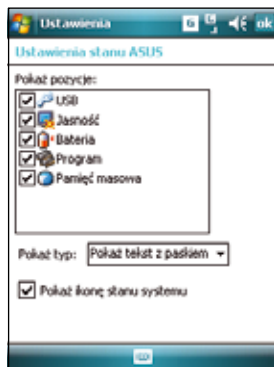 Ustawienia
ok
Ustawienia stanu ASUS
Pokaż pozycje:
USB
Jasność
Bateria
Program
Pamięć masowa
Pokaż typ: Pokaż tekst z paskiem
Pokaż ikonę stanu systemu